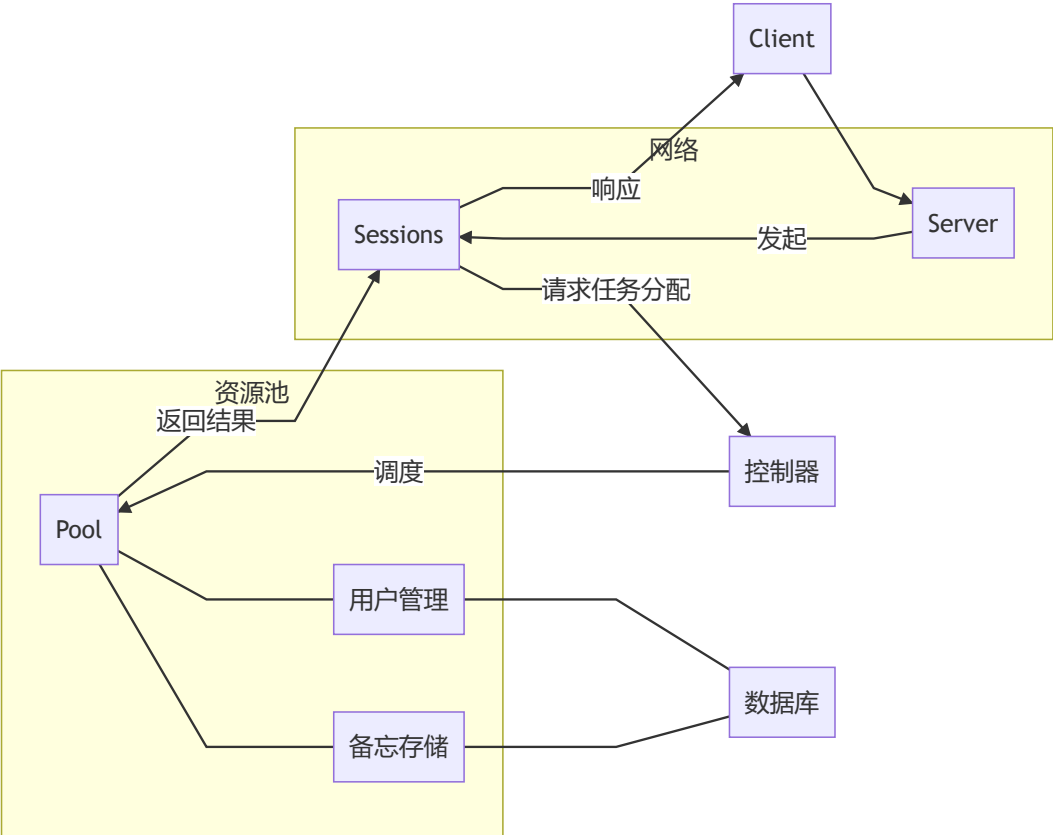 Client
网络
响应
Sessions
Server
发起
请求任务分配
资源池
返回结果
调度
控制器
Pool
用户管理
数据库
备忘存储